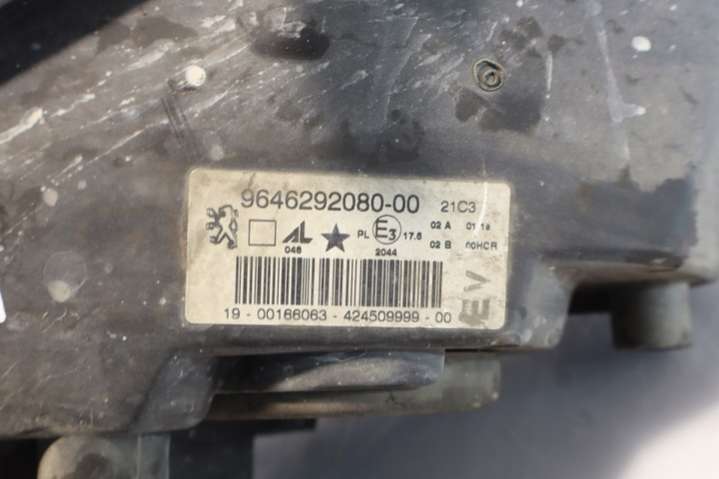 9646292080-00 21C3
AL PL E3 17.5 02 A 01 1a
046 2044 02 B 00HCR
19 - 00166063 - 424509999 - 00
EV